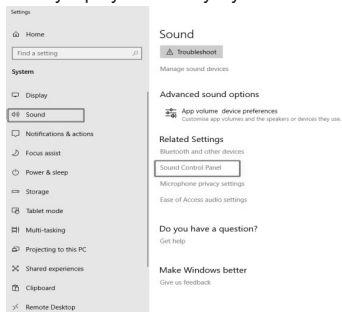 Settings
Home
Find a setting
System
Display
Sound
Notifications & actions
Focus assist
Power & sleep
Storage
Tablet mode
Multi-tasking
Projecting to this PC
Shared experiences
Clipboard
Remote Desktop
Sound
Troubleshoot
Manage sound devices
Advanced sound options
App volume device preferences
Customise app volumes and the speakers or devices they use.
Related Settings
Bluetooth and other devices
Sound Control Panel
Microphone privacy settings
Ease of Access audio settings
Do you have a question?
Get help
Make Windows better
Give us feedback